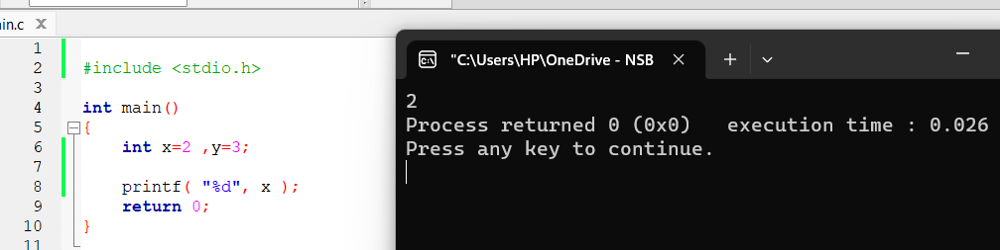 ain.c X
1
2 #include <stdio.h>
3
4 int main()
5 {
6 int x=2 ,y=3;
7
8 printf( "%d", x );
9 return 0;
10 }
11
"C:\Users\HP\OneDrive - NSB
2
Process returned 0 (0x0)   execution time : 0.026
Press any key to continue.